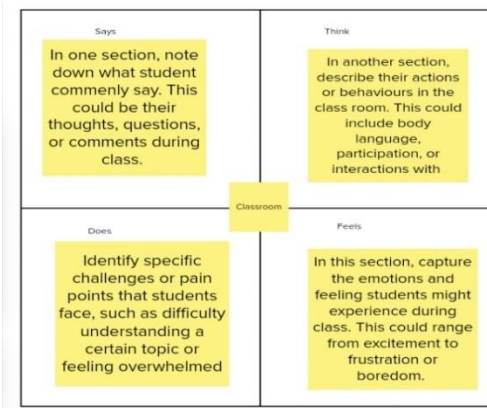 Says
In one section, note
down what student
commenly say. This
could be their
thoughts, questions,
or comments during
class.
Think
In another section,
describe their actions
or behaviours in the
class room. This could
include body
language,
participation, or
interactions with
Classroom
Does
Identify specific
challenges or pain
points that students
face, such as difficulty
understanding a
certain topic or
feeling overwhelmed
Feels
In this section, capture
the emotions and
feeling students might
experience during
class. This could range
from excitement to
frustration or
boredom.